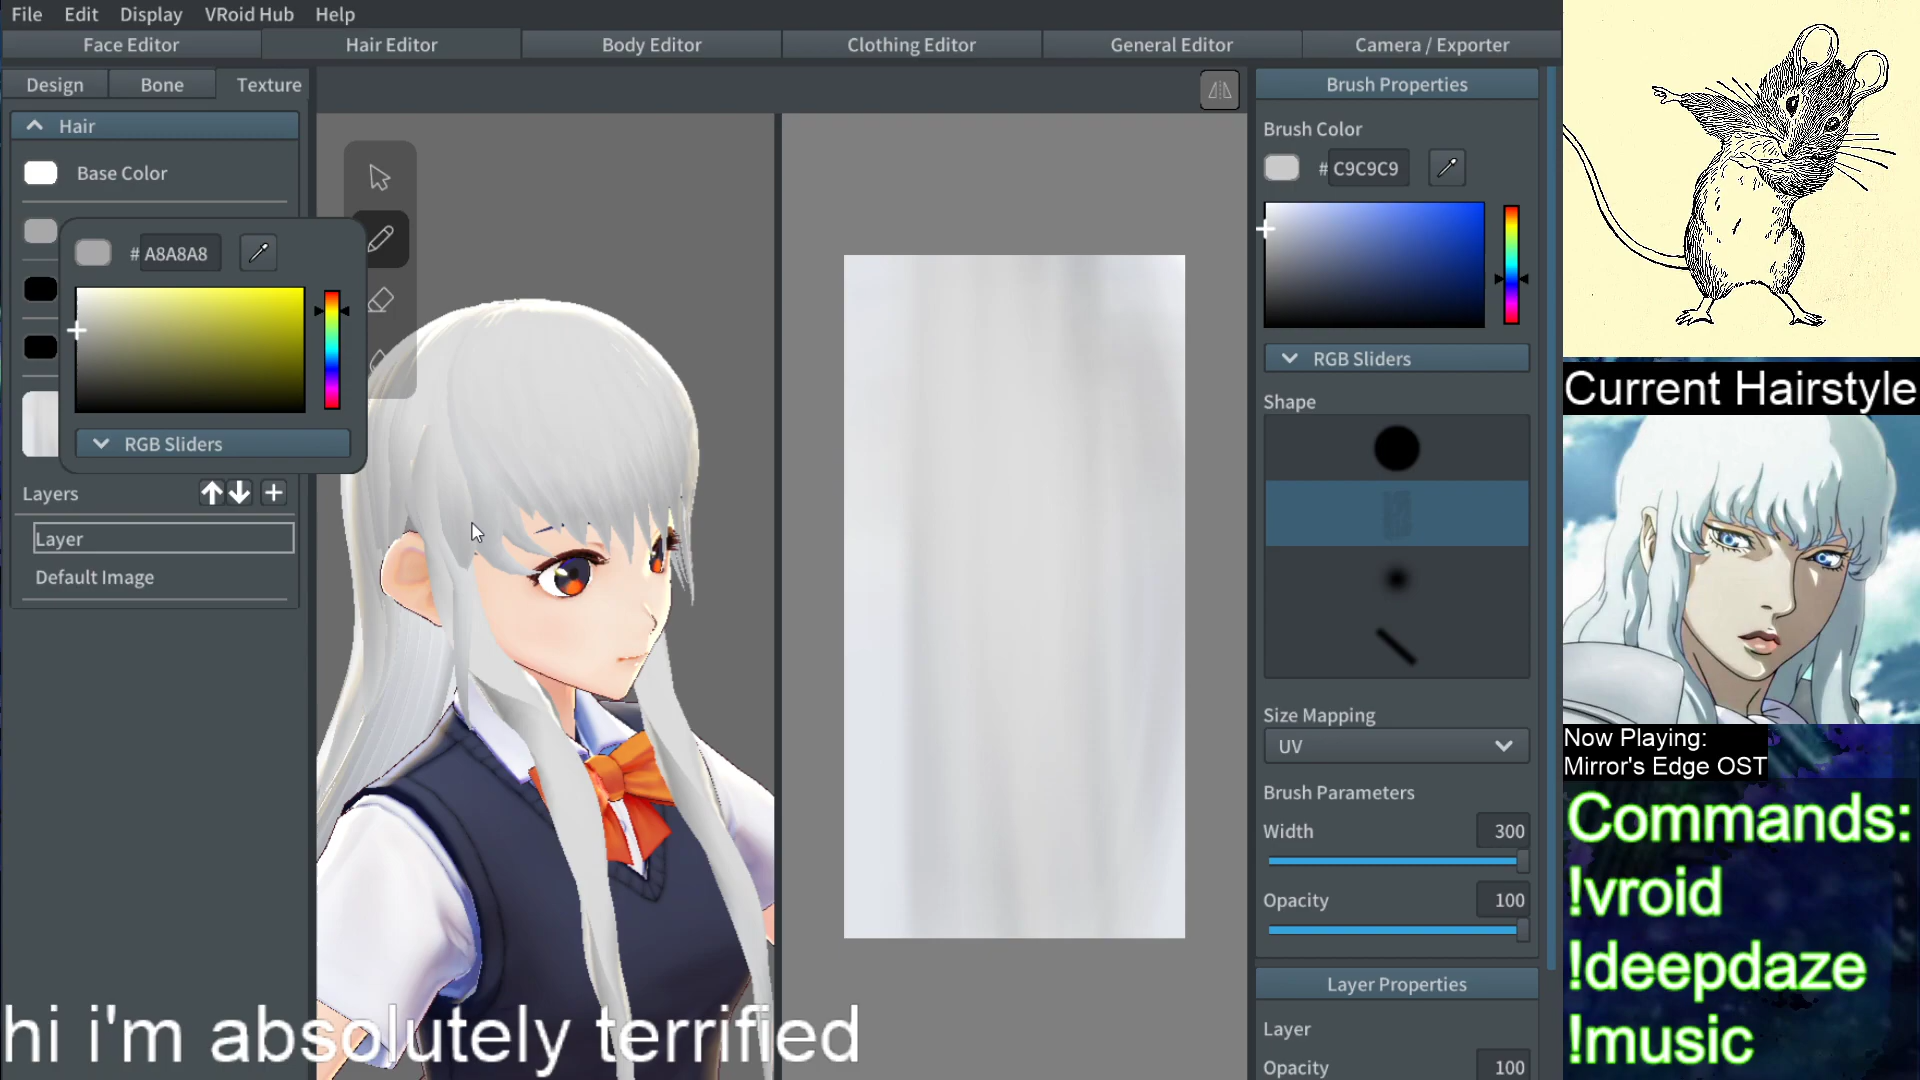 File Edit Display VRoid Hub Help
Face Editor Hair Editor Body Editor Clothing Editor General Editor Camera / Exporter
Design Bone Texture
Hair
Base Color
# A8A8A8
RGB Sliders
Layers
Layer
Default Image
Brush Properties
Brush Color
# C9C9C9
RGB Sliders
Shape
Size Mapping
UV
Brush Parameters
Width 300
Opacity 100
Layer Properties
Layer
Opacity 100
Current Hairstyle
Now Playing:
Mirror's Edge OST
Commands:
!vroid
!deepdaze
!music
hi i'm absolutely terrified